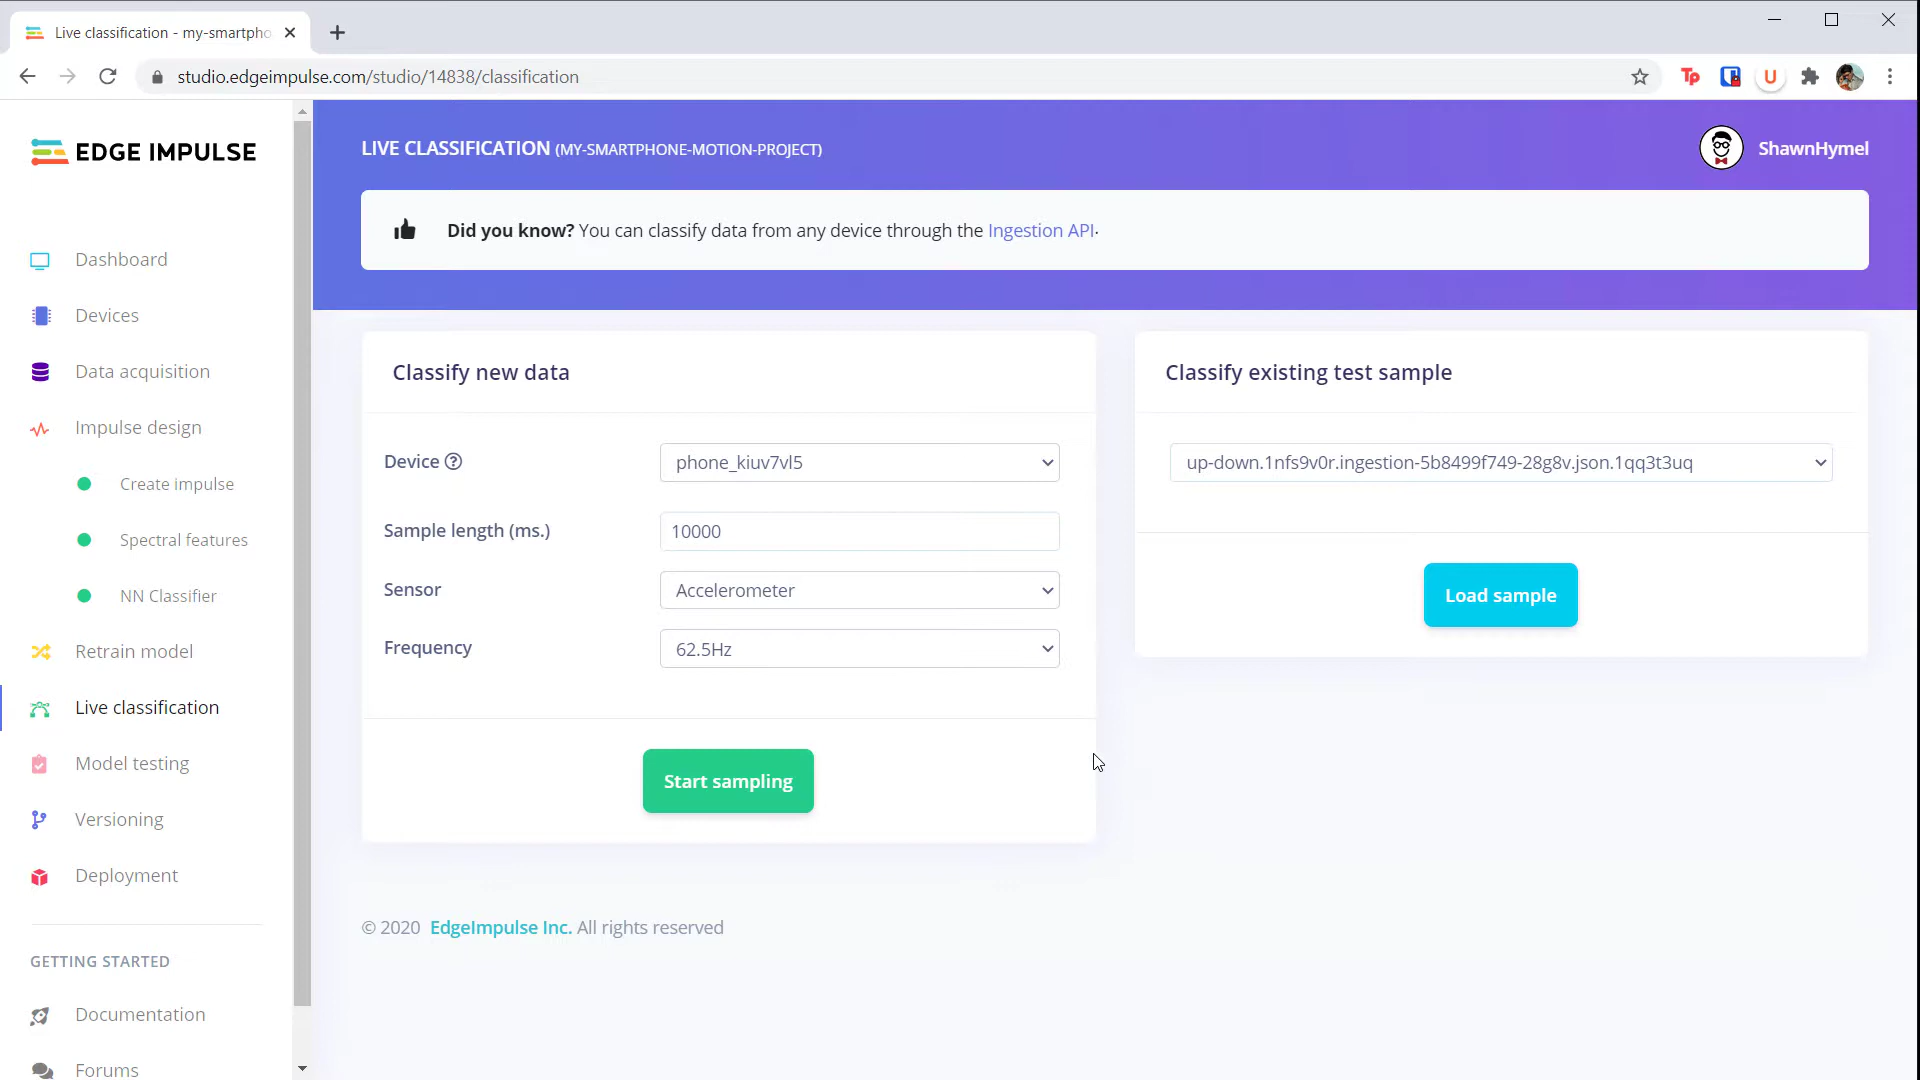 Live classification - my-smartpho
studio.edgeimpulse.com/studio/14838/classification
Tp
U
EDGE IMPULSE
Dashboard
Devices
Data acquisition
Impulse design
Create impulse
Spectral features
NN Classifier
Retrain model
Live classification
Model testing
Versioning
Deployment
GETTING STARTED
Documentation
Forums
LIVE CLASSIFICATION (MY-SMARTPHONE-MOTION-PROJECT)
ShawnHymel
Did you know? You can classify data from any device through the Ingestion API.
Classify new data
Device ?
phone_kiuv7vl5
Sample length (ms.)
10000
Sensor
Accelerometer
Frequency
62.5Hz
Start sampling
Classify existing test sample
up-down.1nfs9v0r.ingestion-5b8499f749-28g8v.json.1qq3t3uq
Load sample
© 2020 EdgeImpulse Inc. All rights reserved